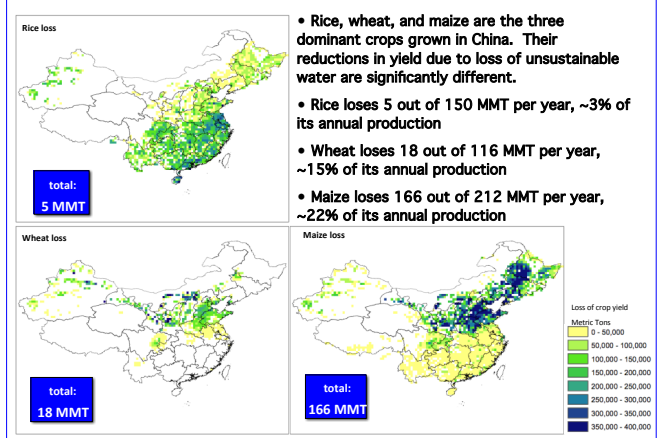 Rice loss
total:
5 MMT
• Rice, wheat, and maize are the three
dominant crops grown in China. Their
reductions in yield due to loss of unsustainable
water are significantly different.
• Rice loses 5 out of 150 MMT per year, ~3% of
its annual production
• Wheat loses 18 out of 116 MMT per year,
~15% of its annual production
• Maize loses 166 out of 212 MMT per year,
~22% of its annual production
Wheat loss
total:
18 MMT
Maize loss
total:
166 MMT
Loss of crop yield
Metric Tons
0 - 50,000
50,000 - 100,000
100,000 - 150,000
150,000 - 200,000
200,000 - 250,000
250,000 - 300,000
300,000 - 350,000
350,000 - 400,000